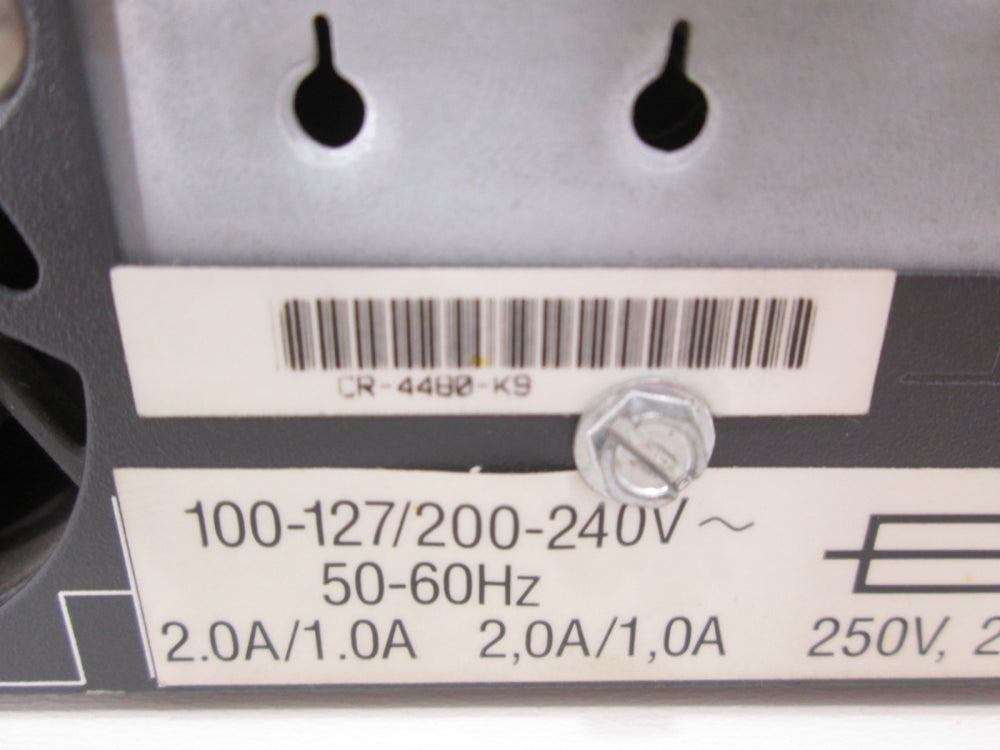 CR-4480-K9
100-127/200-240V ~
50-60Hz
2.0A/1.0A 2,0A/1,0A
250V, 2